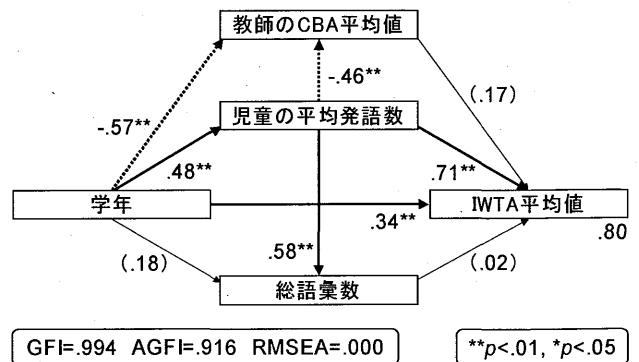 教師のCBA平均値
-.46**
(.17)
-.57**
児童の平均発語数
.48**
.71**
学年
IWTA平均値
.34**
.80
.58**
(.18)
(.02)
総語彙数
GFI=.994 AGFI=.916 RMSEA=.000
**p<.01, *p<.05